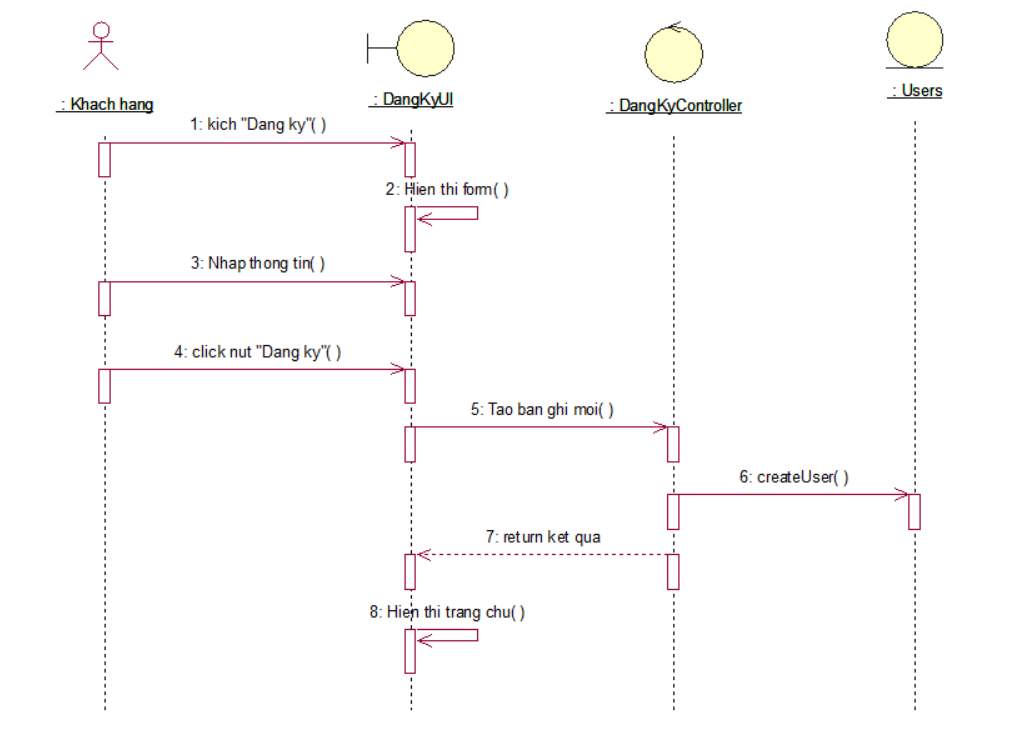 : Khach hang
: DangKyUI
: DangKyController
: Users
1: kich "Dang ky"( )
2: Hien thi form( )
3: Nhap thong tin( )
4: click nut "Dang ky"( )
5: Tao ban ghi moi( )
6: createUser( )
7: return ket qua
8: Hien thi trang chu( )